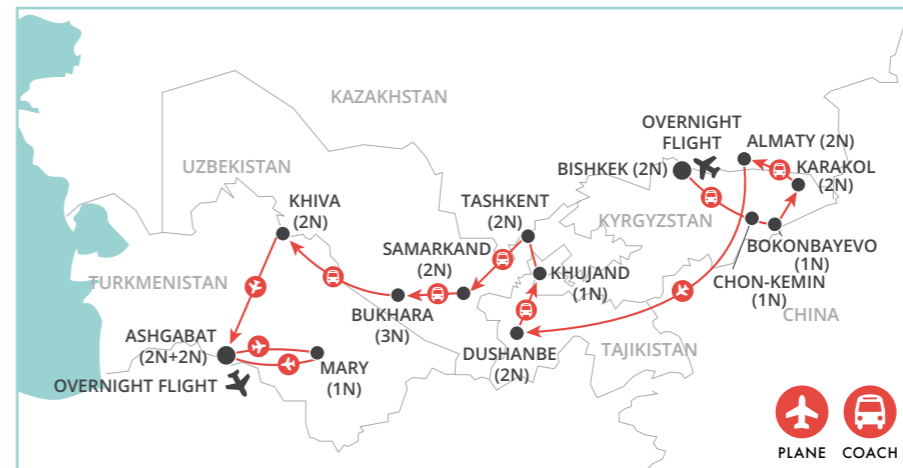 KAZAKHSTAN
OVERNIGHT
FLIGHT
ALMATY (2N)
BISHKEK (2N)
KARAKOL
(2N)
UZBEKISTAN
KHIVA
(2N)
TASHKENT
(2N)
KYRGYZSTAN
SAMARKAND
(2N)
BOKONBAYEVO
(1N)
KHUJAND
(1N)
CHON-KEMIN
(1N)
TURKMENISTAN
BUKHARA
(3N)
CHINA
ASHGABAT
(2N+2N)
DUSHANBE
(2N)
TAJIKISTAN
MARY
(1N)
OVERNIGHT FLIGHT
PLANE
COACH